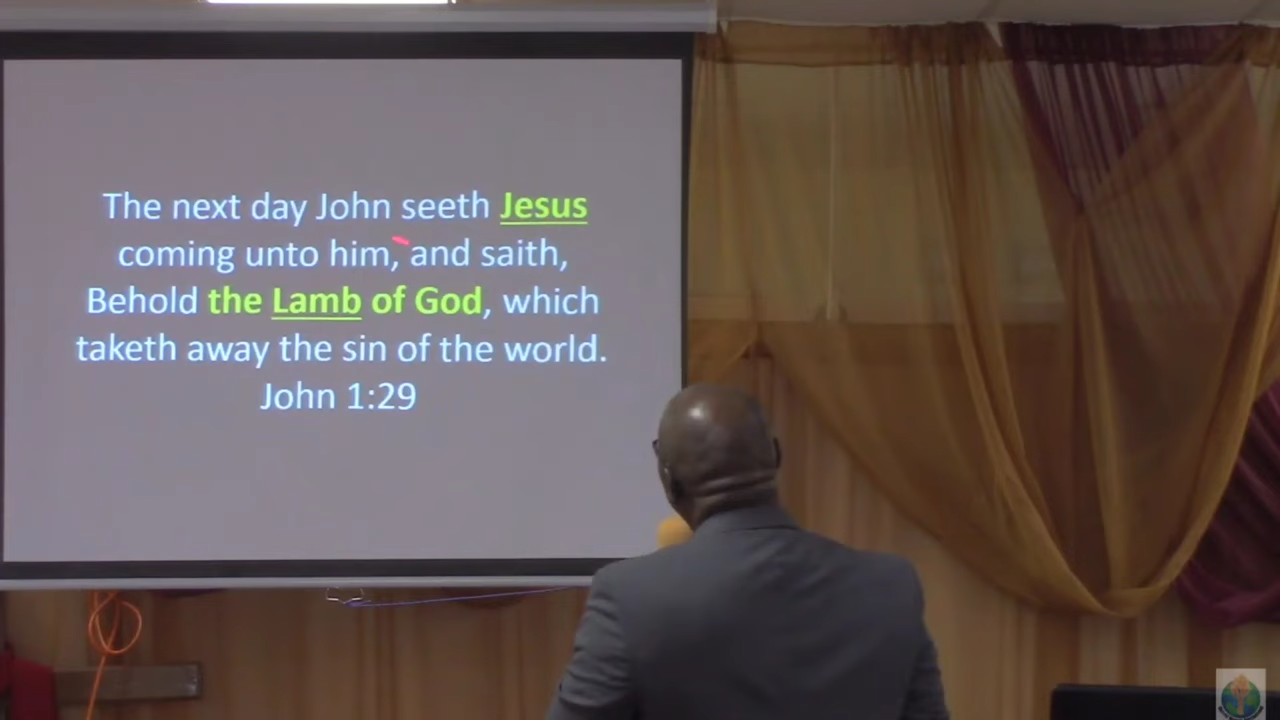 The next day John seeth Jesus
coming unto him, and saith,
Behold the Lamb of God, which
taketh away the sin of the world.
John 1:29